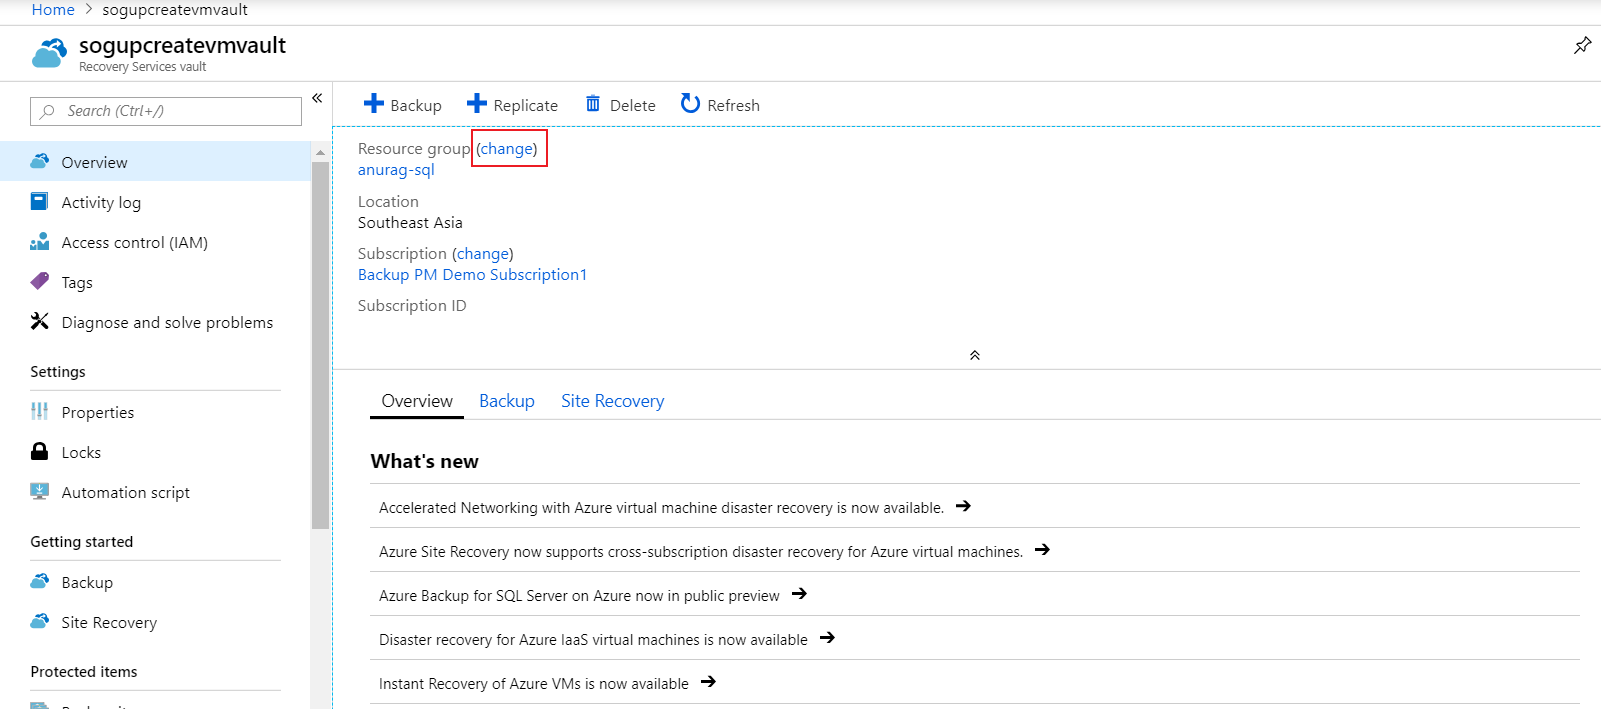 Home > sogupcreatevmvault
sogupcreatevmvault
Recovery Services vault
Search (Ctrl+/)
Overview
Activity log
Access control (IAM)
Tags
Diagnose and solve problems
Settings
Properties
Locks
Automation script
Getting started
Backup
Site Recovery
Protected items
Backup Replicate Delete Refresh
Resource group (change)
anurag-sql
Location
Southeast Asia
Subscription (change)
Backup PM Demo Subscription1
Subscription ID
Overview Backup Site Recovery
What's new
Accelerated Networking with Azure virtual machine disaster recovery is now available.
Azure Site Recovery now supports cross-subscription disaster recovery for Azure virtual machines.
Azure Backup for SQL Server on Azure now in public preview
Disaster recovery for Azure IaaS virtual machines is now available
Instant Recovery of Azure VMs is now available